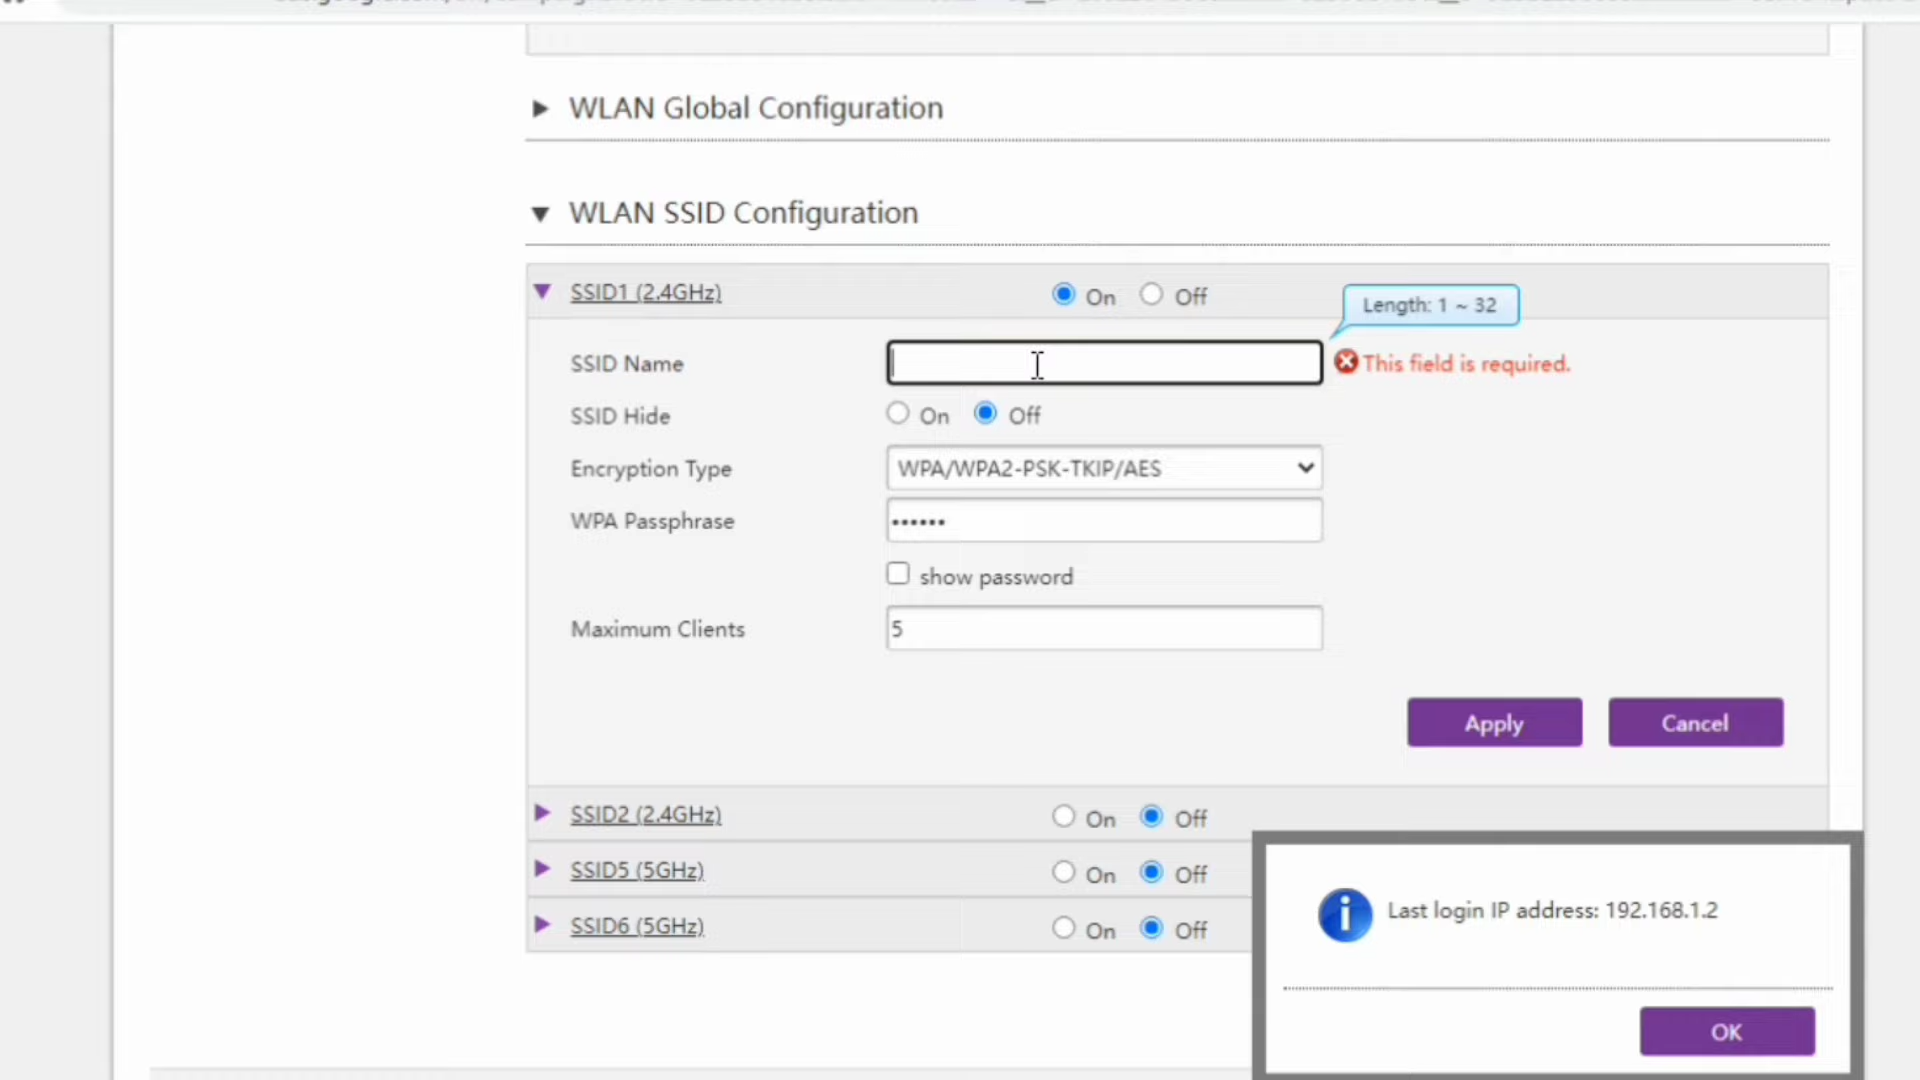 WLAN Global Configuration
WLAN SSID Configuration
SSID1 (2.4GHz) On Off
Length: 1 ~ 32
SSID Name This field is required.
SSID Hide On Off
Encryption Type WPA/WPA2-PSK-TKIP/AES
WPA Passphrase ••••••
show password
Maximum Clients 5
Apply Cancel
SSID2 (2.4GHz) On Off
SSID5 (5GHz) On Off
SSID6 (5GHz) On Off
Last login IP address: 192.168.1.2
OK